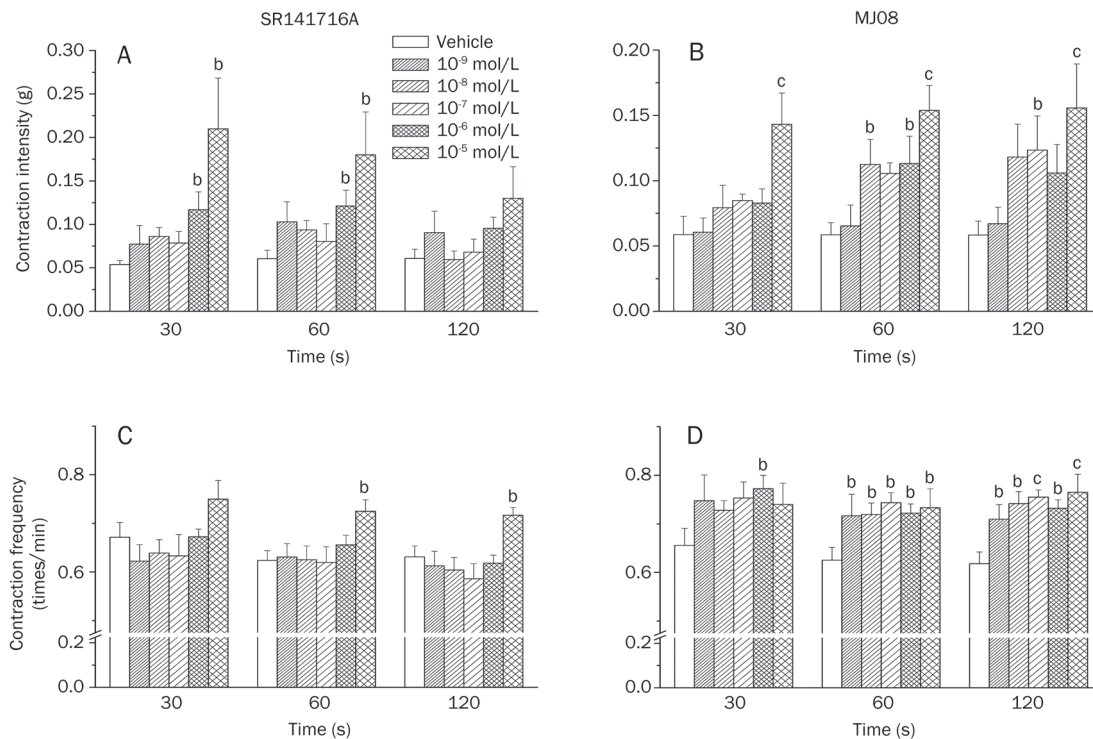 SR141716A
MJ08
A
Contraction intensity (g)
0.30
0.25
0.20
0.15
0.10
0.05
0.00
Vehicle
10⁻⁹ mol/L
10⁻⁸ mol/L
10⁻⁷ mol/L
10⁻⁶ mol/L
10⁻⁵ mol/L
b
b
b
b
30
60
120
Time (s)
B
0.20
0.15
0.10
0.05
0.00
c
b
b
c
b
c
30
60
120
Time (s)
C
Contraction frequency
(times/min)
0.8
0.6
0.2
0.0
b
b
30
60
120
Time (s)
D
0.8
0.6
0.2
0.0
b
b
b
b
b
b
b
b
c
b
c
30
60
120
Time (s)